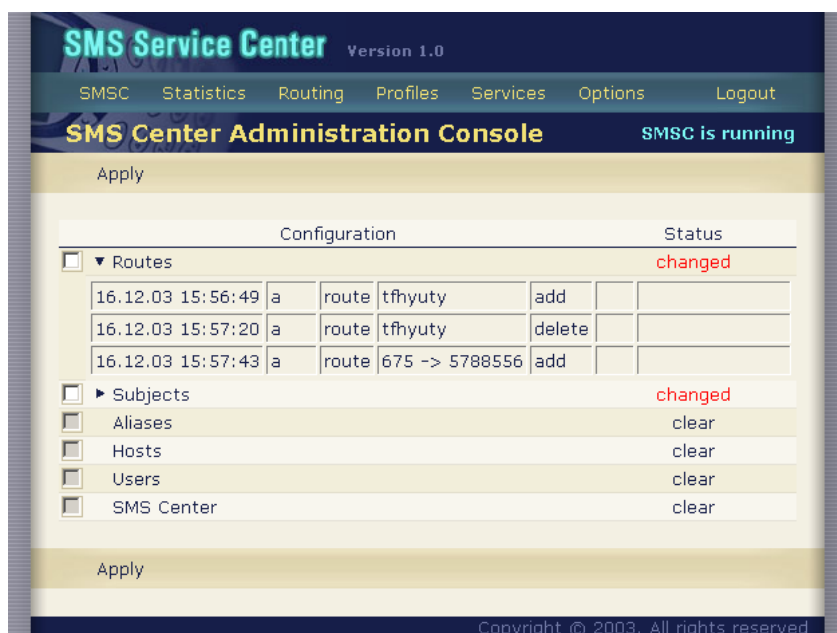 SMS Service Center Version 1.0
SMSC Statistics Routing Profiles Services Options Logout
SMS Center Administration Console SMSC is running
Apply
Configuration Status
Routes changed
16.12.03 15:56:49 a route tfhyuty add
16.12.03 15:57:20 a route tfhyuty delete
16.12.03 15:57:43 a route 675 -> 5788556 add
Subjects changed
Aliases clear
Hosts clear
Users clear
SMS Center clear
Apply
Copyright © 2003. All rights reserved